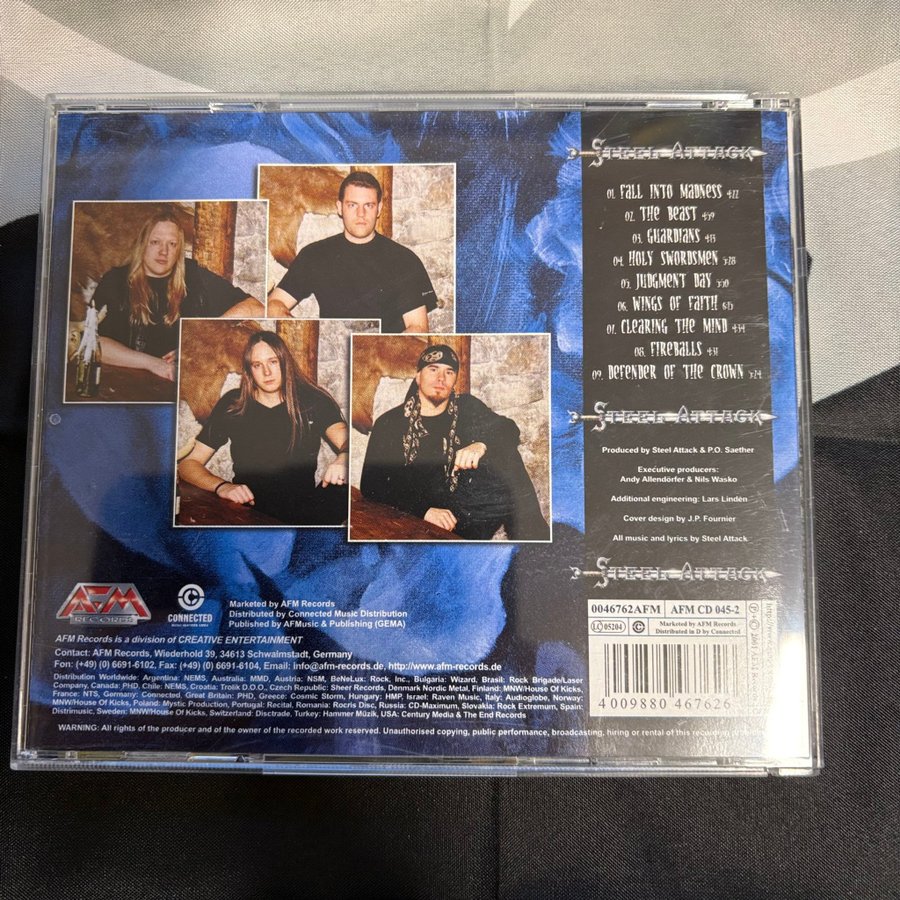 STEEL ATTACK
01. FALL INTO MADNESS 4:22
02. THE BEAST 4:59
03. GUARDIANS 4:13
04. HOLY SWORDSMEN 5:28
05. JUDGMENT DAY 3:50
06. WINGS OF FAITH 6:15
07. CLEARING THE MIND 4:34
08. FIREBALLS 4:31
09. DEFENDER OF THE CROWN 5:24
STEEL ATTACK
Produced by Steel Attack & P.O. Saether
Executive producers:
Andy Allendörfer & Nils Wasko
Additional engineering: Lars Lindén
Cover design by J.P. Fournier
All music and lyrics by Steel Attack
STEEL ATTACK
AFM
RECORDS
CONNECTED
Marketed by AFM Records
Distributed by Connected Music Distribution
Published by AFMusic & Publishing (GEMA)
AFM Records is a division of CREATIVE ENTERTAINMENT
Contact: AFM Records, Wiederhold 39, 34613 Schwalmstadt, Germany
Fon: (+49) (0) 6691-6102, Fax: (+49) (0) 6691-6104, Email: info@afm-records.de, http://www.afm-records.de
Distribution Worldwide: Argentina: NEMS, Australia: MMD, Austria: NSM, BeNeLux: Rock, Inc., Bulgaria: Wizard, Brasil: Rock Brigade/Laser
Company, Canada: PHD, Chile: NEMS, Croatia: Trolik D.O.O., Czech Republic: Sheer Records, Denmark Nordic Metal, Finland: MNW/House Of Kicks,
France: NTS, Germany: Connected, Great Britain: PHD, Greece: Cosmic Storm, Hungary: HMP, Israel: Raven Music, Italy: Audioglobe, Norway:
MNW/House Of Kicks, Poland: Mystic Production, Portugal: Recital, Romania: Rocris Disc, Russia: CD-Maximum, Slovakia: Rock Extremum, Spain:
Distrimusic, Sweden: MNW/House Of Kicks, Switzerland: Disctrade, Turkey: Hammer Müzik, USA: Century Media & The End Records
WARNING: All rights of the producer and of the owner of the recorded work reserved. Unauthorised copying, public performance, broadcasting, hiring or rental of this recording
0046762AFM
AFM CD 045-2
LC 05204
Marketed by AFM Records
Distributed in D by Connected
4 009880 467626